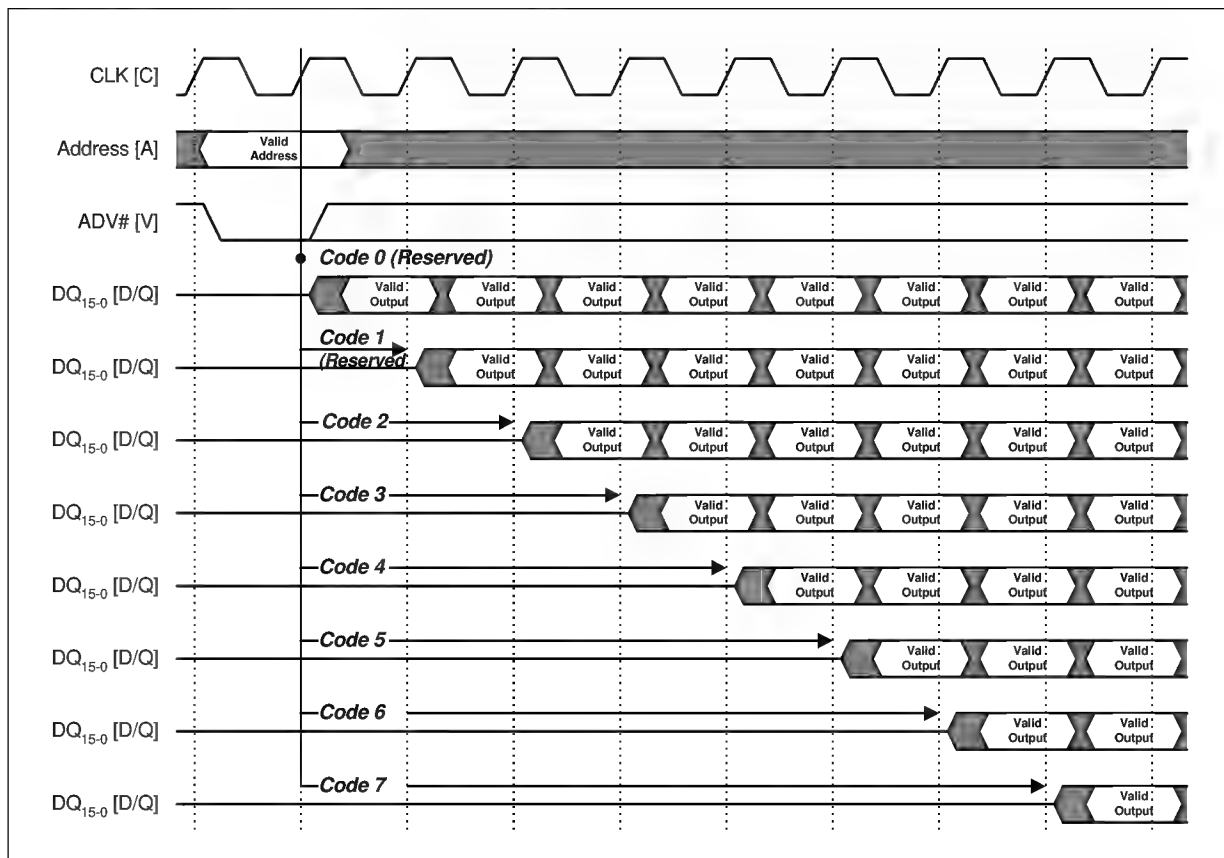 CLK [C]
Address [A]
Valid
Address
ADV# [V]
Code 0 (Reserved)
DQ15-0 [D/Q]
Valid Valid Valid Valid Valid Valid Valid Valid
Output Output Output Output Output Output Output Output
Code 1
(Reserved
DQ15-0 [D/Q]
Valid Valid Valid Valid Valid Valid Valid
Output Output Output Output Output Output Output
Code 2
DQ15-0 [D/Q]
Valid Valid Valid Valid Valid Valid
Output Output Output Output Output Output
Code 3
DQ15-0 [D/Q]
Valid Valid Valid Valid Valid
Output Output Output Output Output
Code 4
DQ15-0 [D/Q]
Valid Valid Valid Valid
Output Output Output Output
Code 5
DQ15-0 [D/Q]
Valid Valid Valid
Output Output Output
Code 6
DQ15-0 [D/Q]
Valid Valid
Output Output
Code 7
DQ15-0 [D/Q]
Valid
Output